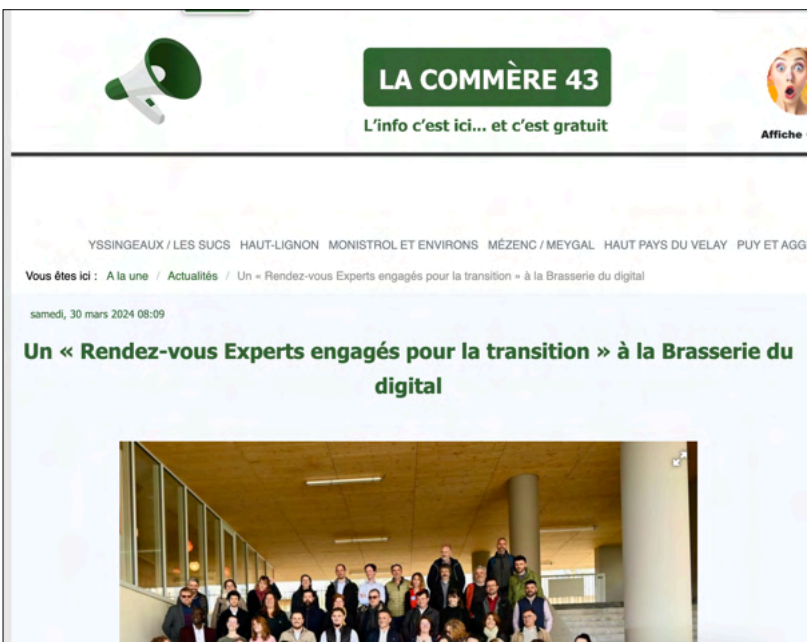 LA COMMÈRE 43
L'info c'est ici... et c'est gratuit
Affiche
YSSINGEAUX / LES SUCS HAUT-LIGNON MONISTROL ET ENVIRONS MÉZENC / MEYGAL HAUT PAYS DU VELAY PUY ET AGG
Vous êtes ici : A la une / Actualités / Un « Rendez-vous Experts engagés pour la transition » à la Brasserie du digital
samedi, 30 mars 2024 08:09
Un « Rendez-vous Experts engagés pour la transition » à la Brasserie du
digital